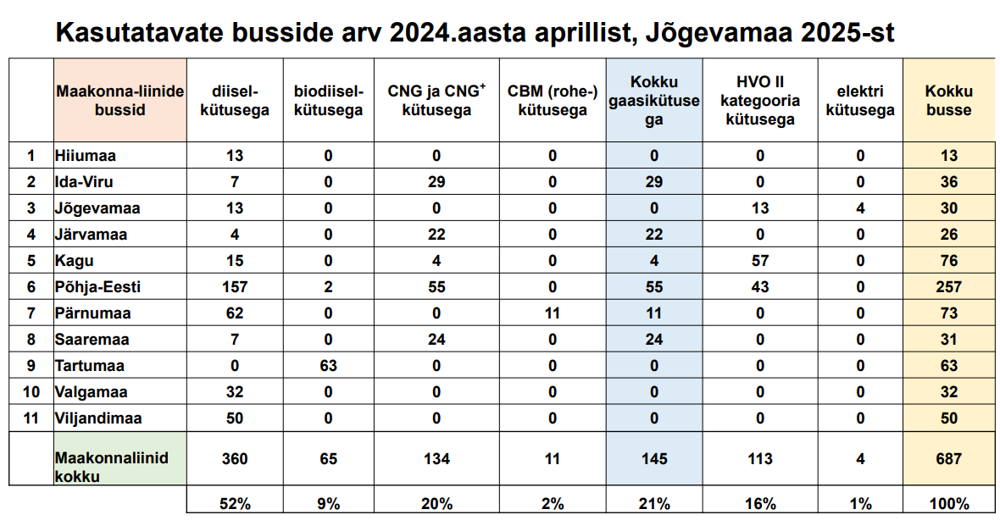 Kasutatavate busside arv 2024.aasta aprillist, Jõgevamaa 2025-st
Maakonna-liinide bussid diisel-kütusega biodiisel-kütusega CNG ja CNG⁺ kütusega CBM (rohe-) kütusega Kokku gaasikütusega HVO II kategooria kütusega elektri kütusega Kokku busse
1 Hiiumaa 13 0 0 0 0 0 0 13
2 Ida-Viru 7 0 29 0 29 0 0 36
3 Jõgevamaa 13 0 0 0 0 13 4 30
4 Järvamaa 4 0 22 0 22 0 0 26
5 Kagu 15 0 4 0 4 57 0 76
6 Põhja-Eesti 157 2 55 0 55 43 0 257
7 Pärnumaa 62 0 0 11 11 0 0 73
8 Saaremaa 7 0 24 0 24 0 0 31
9 Tartumaa 0 63 0 0 0 0 0 63
10 Valgamaa 32 0 0 0 0 0 0 32
11 Viljandimaa 50 0 0 0 0 0 0 50
Maakonnaliinid kokku 360 65 134 11 145 113 4 687
52% 9% 20% 2% 21% 16% 1% 100%